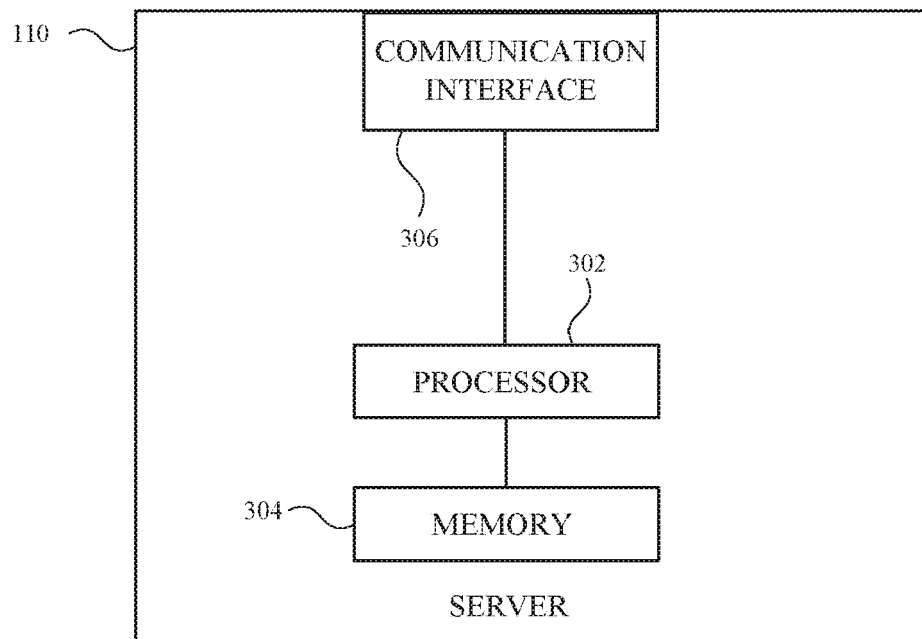 110
COMMUNICATION
INTERFACE
306
302
PROCESSOR
304
MEMORY
SERVER